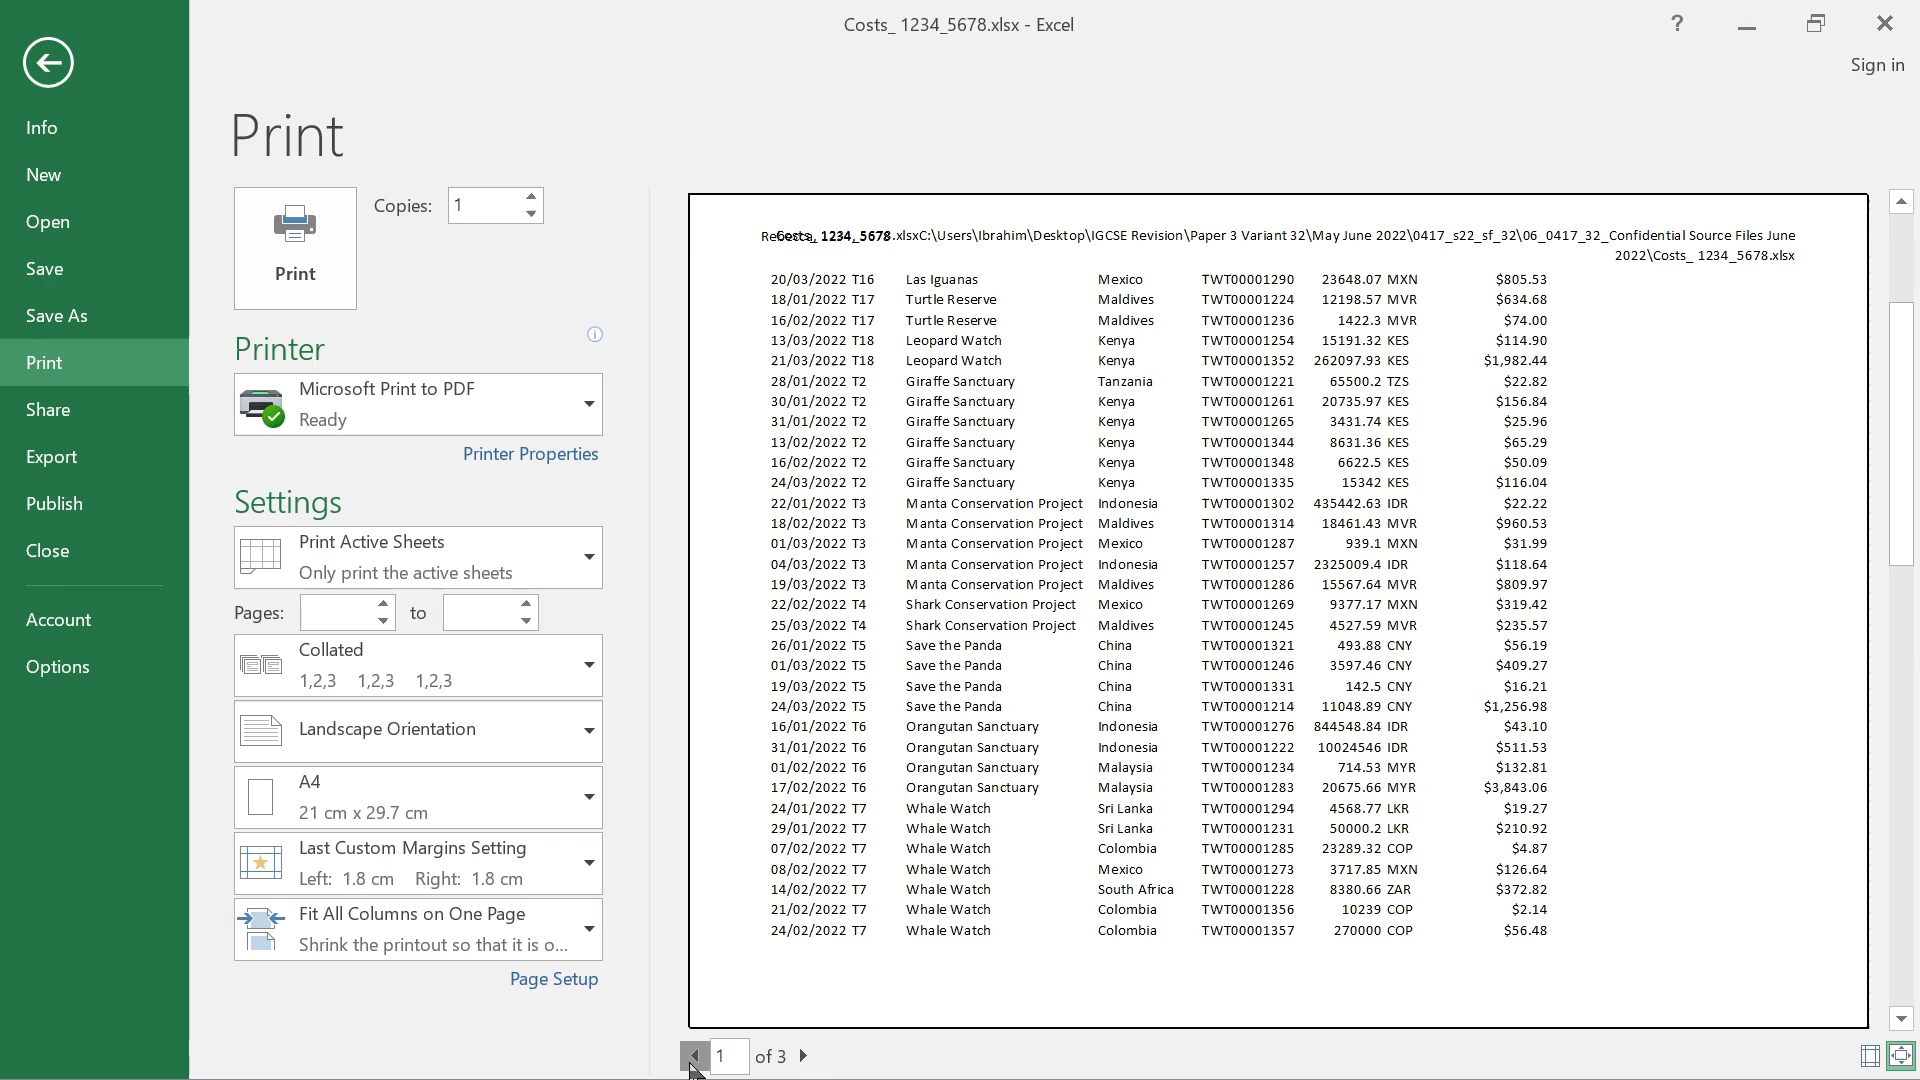 Costs_ 1234_5678.xlsx - Excel
?
Sign in
Info
New
Open
Save
Save As
Print
Share
Export
Publish
Close
Account
Options
Print
Print
Copies: 1
Printer
Microsoft Print to PDF
Ready
Printer Properties
Settings
Print Active Sheets
Only print the active sheets
Pages: to
Collated
1,2,3 1,2,3 1,2,3
Landscape Orientation
A4
21 cm x 29.7 cm
Last Custom Margins Setting
Left: 1.8 cm Right: 1.8 cm
Fit All Columns on One Page
Shrink the printout so that it is o...
Page Setup
1234_5678.xlsxC:\Users\Ibrahim\Desktop\IGCSE Revision\Paper 3 Variant 32\May June 2022\0417_s22_sf_32\06_0417_32_Confidential Source Files June
2022\Costs_ 1234_5678.xlsx
20/03/2022 T16 Las Iguanas Mexico TWT00001290 23648.07 MXN $805.53
18/01/2022 T17 Turtle Reserve Maldives TWT00001224 12198.57 MVR $634.68
16/02/2022 T17 Turtle Reserve Maldives TWT00001236 1422.3 MVR $74.00
13/03/2022 T18 Leopard Watch Kenya TWT00001254 15191.32 KES $114.90
21/03/2022 T18 Leopard Watch Kenya TWT00001352 262097.93 KES $1,982.44
28/01/2022 T2 Giraffe Sanctuary Tanzania TWT00001221 65500.2 TZS $22.82
30/01/2022 T2 Giraffe Sanctuary Kenya TWT00001261 20735.97 KES $156.84
31/01/2022 T2 Giraffe Sanctuary Kenya TWT00001265 3431.74 KES $25.96
13/02/2022 T2 Giraffe Sanctuary Kenya TWT00001344 8631.36 KES $65.29
16/02/2022 T2 Giraffe Sanctuary Kenya TWT00001348 6622.5 KES $50.09
24/03/2022 T2 Giraffe Sanctuary Kenya TWT00001335 15342 KES $116.04
22/01/2022 T3 Manta Conservation Project Indonesia TWT00001302 435442.63 IDR $22.22
18/02/2022 T3 Manta Conservation Project Maldives TWT00001314 18461.43 MVR $960.53
01/03/2022 T3 Manta Conservation Project Mexico TWT00001287 939.1 MXN $31.99
04/03/2022 T3 Manta Conservation Project Indonesia TWT00001257 2325009.4 IDR $118.64
19/03/2022 T3 Manta Conservation Project Maldives TWT00001286 15567.64 MVR $809.97
22/02/2022 T4 Shark Conservation Project Mexico TWT00001269 9377.17 MXN $319.42
25/03/2022 T4 Shark Conservation Project Maldives TWT00001245 4527.59 MVR $235.57
26/01/2022 T5 Save the Panda China TWT00001321 493.88 CNY $56.19
01/03/2022 T5 Save the Panda China TWT00001246 3597.46 CNY $409.27
19/03/2022 T5 Save the Panda China TWT00001331 142.5 CNY $16.21
24/03/2022 T5 Save the Panda China TWT00001214 11048.89 CNY $1,256.98
16/01/2022 T6 Orangutan Sanctuary Indonesia TWT00001276 844548.84 IDR $43.10
31/01/2022 T6 Orangutan Sanctuary Indonesia TWT00001222 10024546 IDR $511.53
01/02/2022 T6 Orangutan Sanctuary Malaysia TWT00001234 714.53 MYR $132.81
17/02/2022 T6 Orangutan Sanctuary Malaysia TWT00001283 20675.66 MYR $3,843.06
24/01/2022 T7 Whale Watch Sri Lanka TWT00001294 4568.77 LKR $19.27
29/01/2022 T7 Whale Watch Sri Lanka TWT00001231 50000.2 LKR $210.92
07/02/2022 T7 Whale Watch Colombia TWT00001285 23289.32 COP $4.87
08/02/2022 T7 Whale Watch Mexico TWT00001273 3717.85 MXN $126.64
14/02/2022 T7 Whale Watch South Africa TWT00001228 8380.66 ZAR $372.82
21/02/2022 T7 Whale Watch Colombia TWT00001356 10239 COP $2.14
24/02/2022 T7 Whale Watch Colombia TWT00001357 270000 COP $56.48
1 of 3